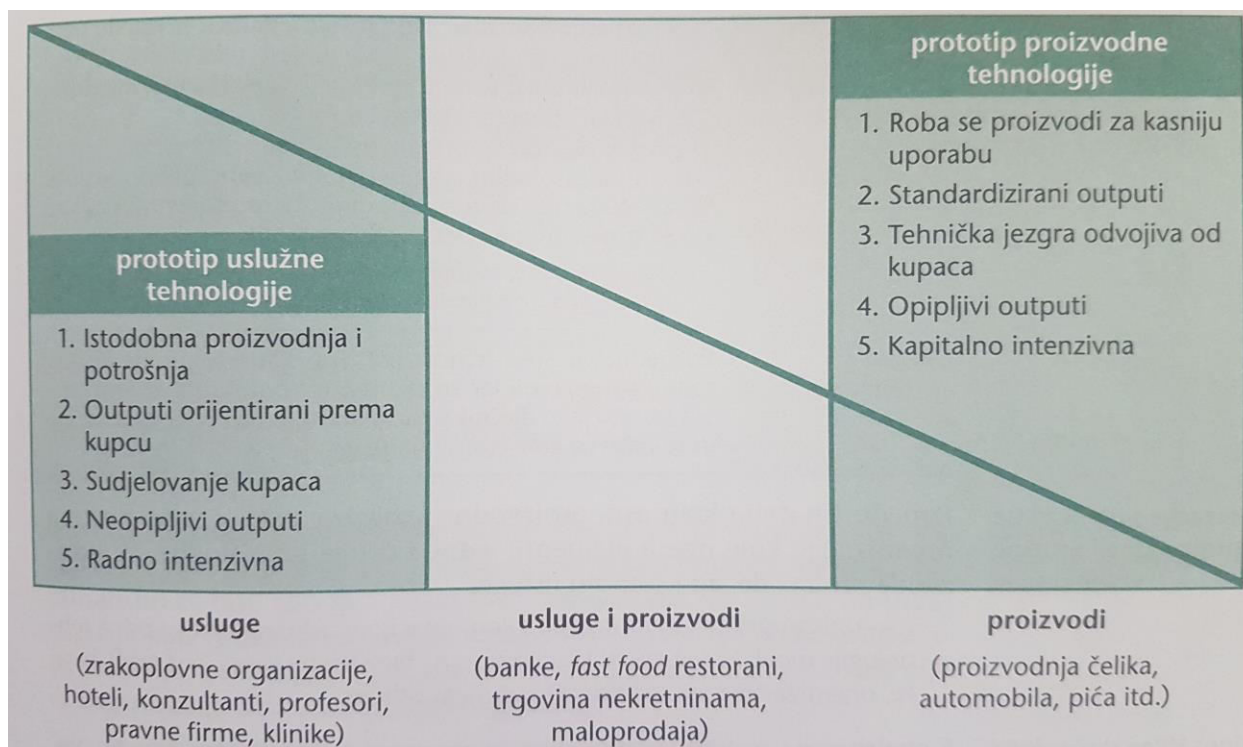 prototip proizvodne
tehnologije
1. Roba se proizvodi za kasniju
uporabu
2. Standardizirani outputi
3. Tehnička jezgra odvojiva od
kupaca
4. Opipljivi outputi
5. Kapitalno intenzivna
prototip uslužne
tehnologije
1. Istodobna proizvodnja i
potrošnja
2. Outputi orijentirani prema
kupcu
3. Sudjelovanje kupaca
4. Neopipljivi outputi
5. Radno intenzivna
usluge
(zrakoplovne organizacije,
hoteli, konzultanti, profesori,
pravne firme, klinike)
usluge i proizvodi
(banke, fast food restorani,
trgovina nekretninama,
maloprodaja)
proizvodi
(proizvodnja čelika,
automobila, pića itd.)